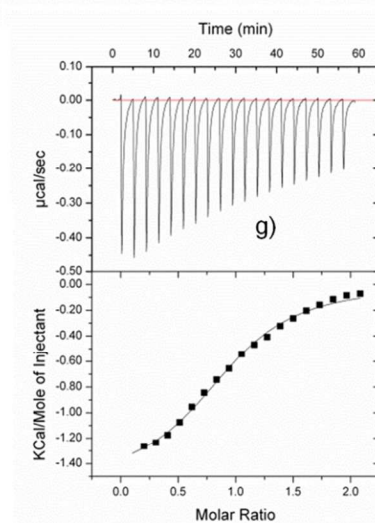 Time (min)
0 10 20 30 40 50 60
0.10
0.00
-0.10
-0.20
-0.30
-0.40
-0.50
µcal/sec
g)
0.00
-0.20
-0.40
-0.60
-0.80
-1.00
-1.20
-1.40
KCal/Mole of Injectant
0.0 0.5 1.0 1.5 2.0
Molar Ratio